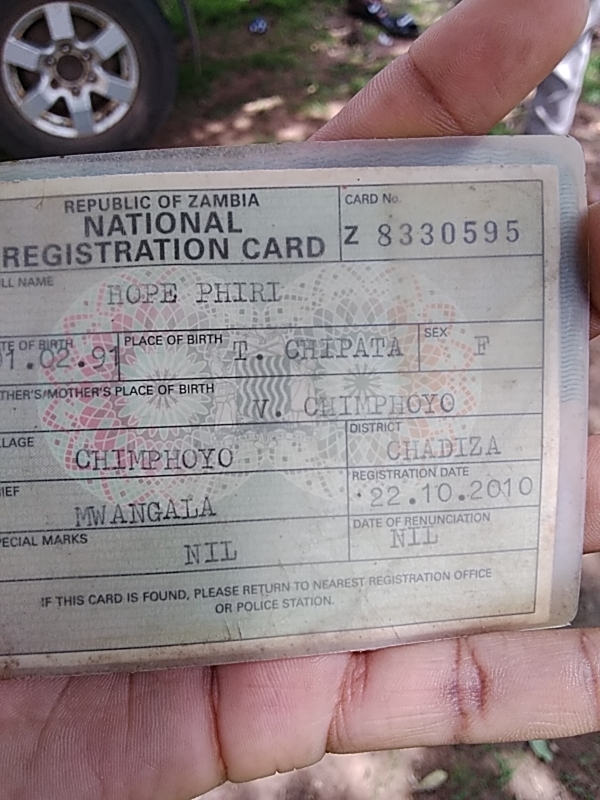 REPUBLIC OF ZAMBIA
NATIONAL
REGISTRATION CARD
CARD No.
Z 8330595
LL NAME
HOPE PHIRI
TE OF BIRTH
1.02.91
PLACE OF BIRTH
T. CHIPATA
SEX
F
THER'S/MOTHER'S PLACE OF BIRTH
V. CHIMPHOYO
LAGE
CHIMPHOYO
DISTRICT
CHADIZA
IEF
MWANGALA
REGISTRATION DATE
22.10.2010
ECIAL MARKS
NIL
DATE OF RENUNCIATION
NIL
IF THIS CARD IS FOUND, PLEASE RETURN TO NEAREST REGISTRATION OFFICE
OR POLICE STATION.